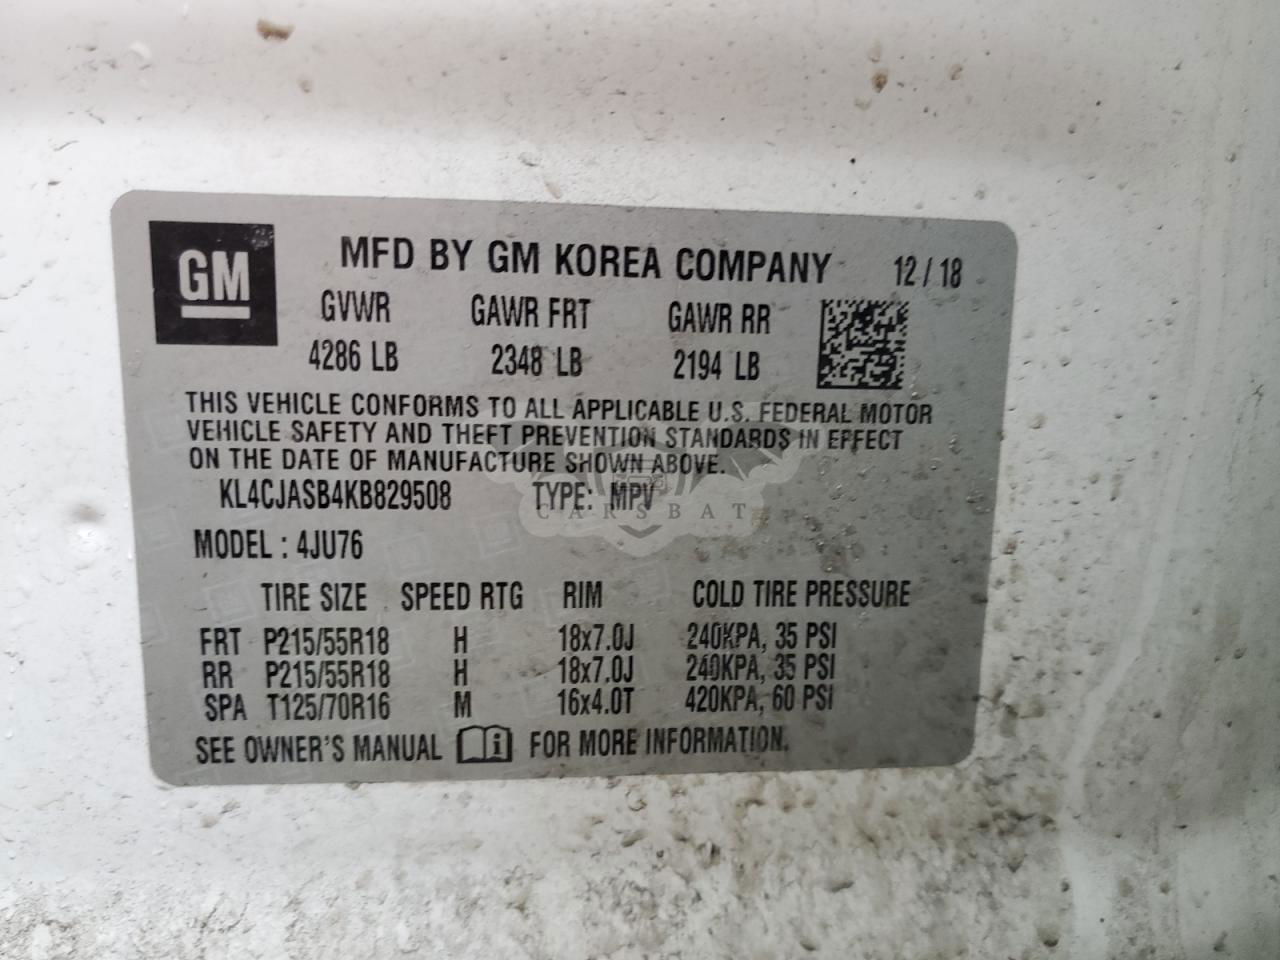 GM
MFD BY GM KOREA COMPANY 12/18
GVWR GAWR FRT GAWR RR
4286 LB 2348 LB 2194 LB
THIS VEHICLE CONFORMS TO ALL APPLICABLE U.S. FEDERAL MOTOR
VEHICLE SAFETY AND THEFT PREVENTION STANDARDS IN EFFECT
ON THE DATE OF MANUFACTURE SHOWN ABOVE.
KL4CJASB4KB829508 TYPE: MPV
CARSBAT
MODEL : 4JU76
TIRE SIZE SPEED RTG RIM COLD TIRE PRESSURE
FRT P215/55R18 H 18x7.0J 240KPA, 35 PSI
RR P215/55R18 H 18x7.0J 240KPA, 35 PSI
SPA T125/70R16 M 16x4.0T 420KPA, 60 PSI
SEE OWNER'S MANUAL i FOR MORE INFORMATION.